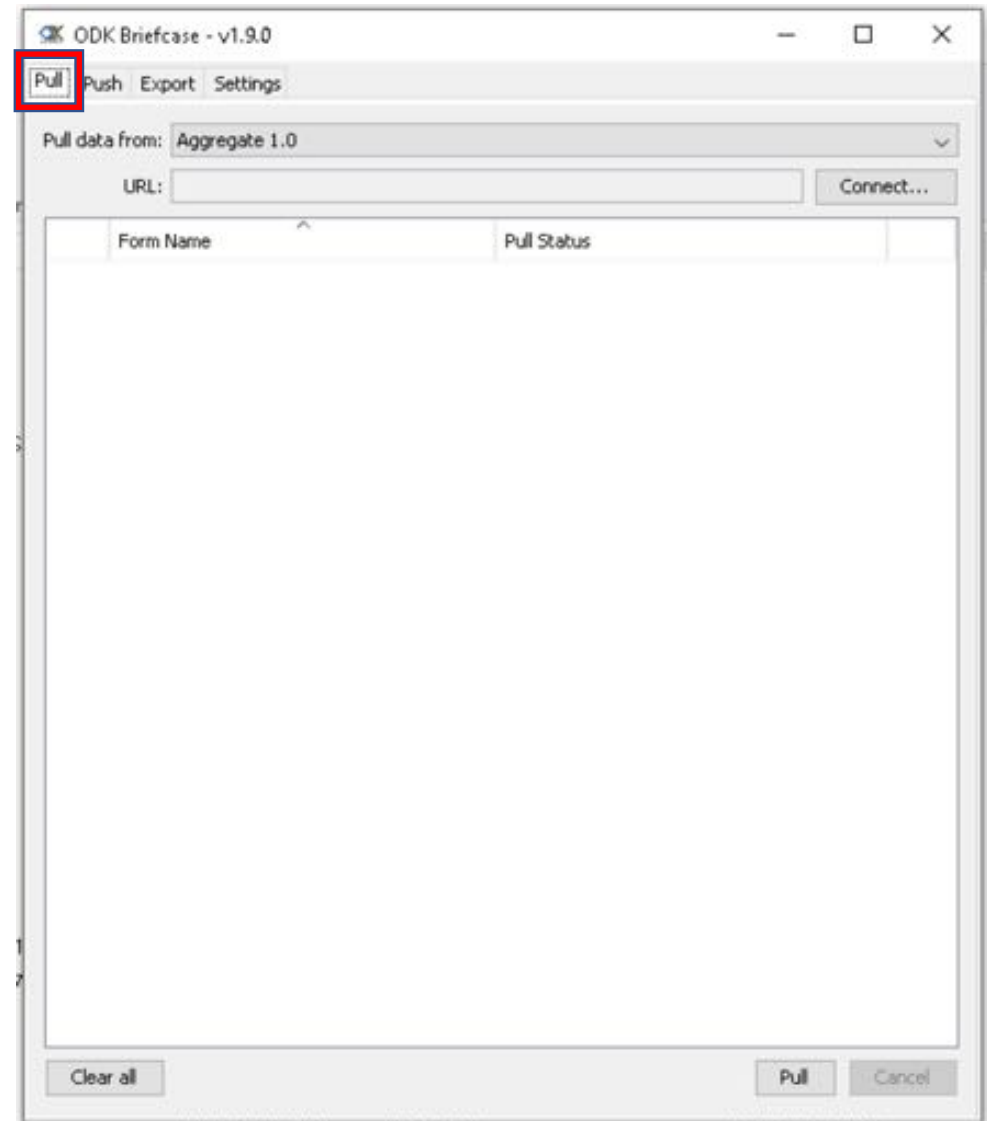 ODK Briefcase - v1.9.0
Pull Push Export Settings
Pull data from: Aggregate 1.0
URL: Connect...
Form Name Pull Status
Clear all Pull Cancel